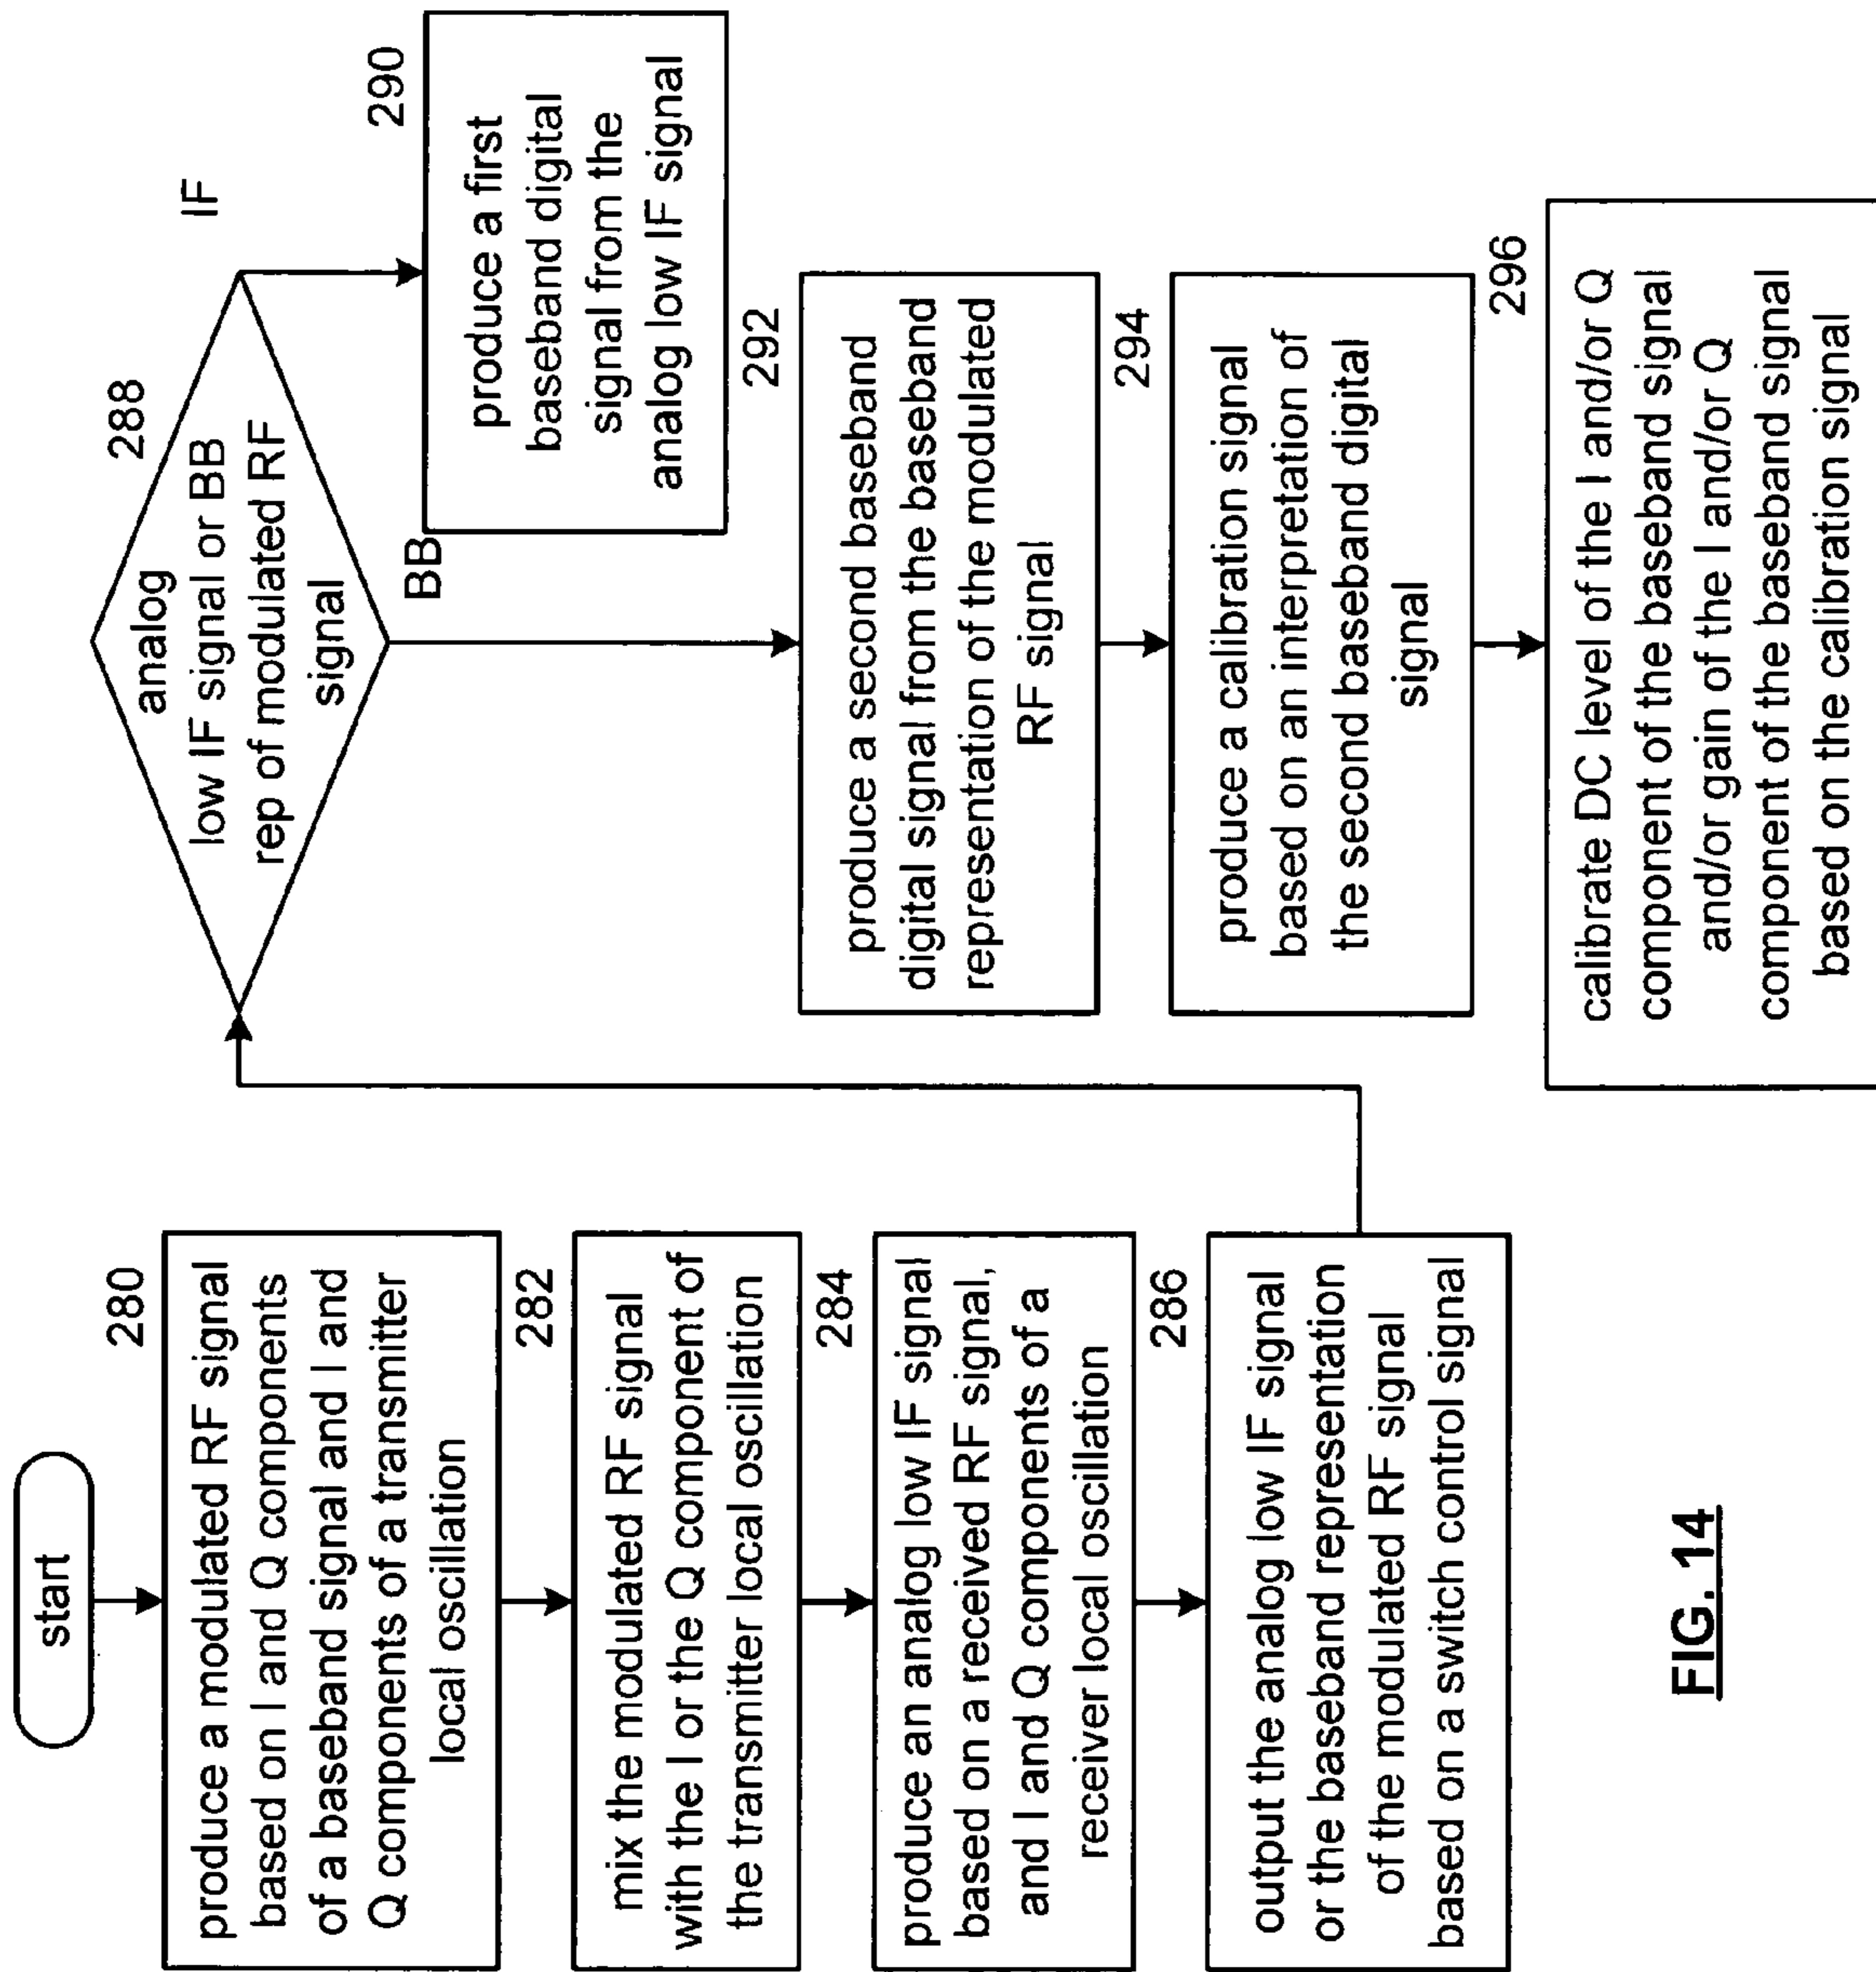 start
280
produce a modulated RF signal
based on I and Q components
of a baseband signal and I and
Q components of a transmitter
local oscillation
282
mix the modulated RF signal
with the I or the Q component of
the transmitter local oscillation
284
produce an analog low IF signal
based on a received RF signal,
and I and Q components of a
receiver local oscillation
286
output the analog low IF signal
or the baseband representation
of the modulated RF signal
based on a switch control signal
288
analog
low IF signal or BB
rep of modulated RF
signal
IF
BB
290
produce a first
baseband digital
signal from the
analog low IF signal
292
produce a second baseband
digital signal from the baseband
representation of the modulated
RF signal
294
produce a calibration signal
based on an interpretation of
the second baseband digital
signal
296
calibrate DC level of the I and/or Q
component of the baseband signal
and/or gain of the I and/or Q
component of the baseband signal
based on the calibration signal
FIG. 14